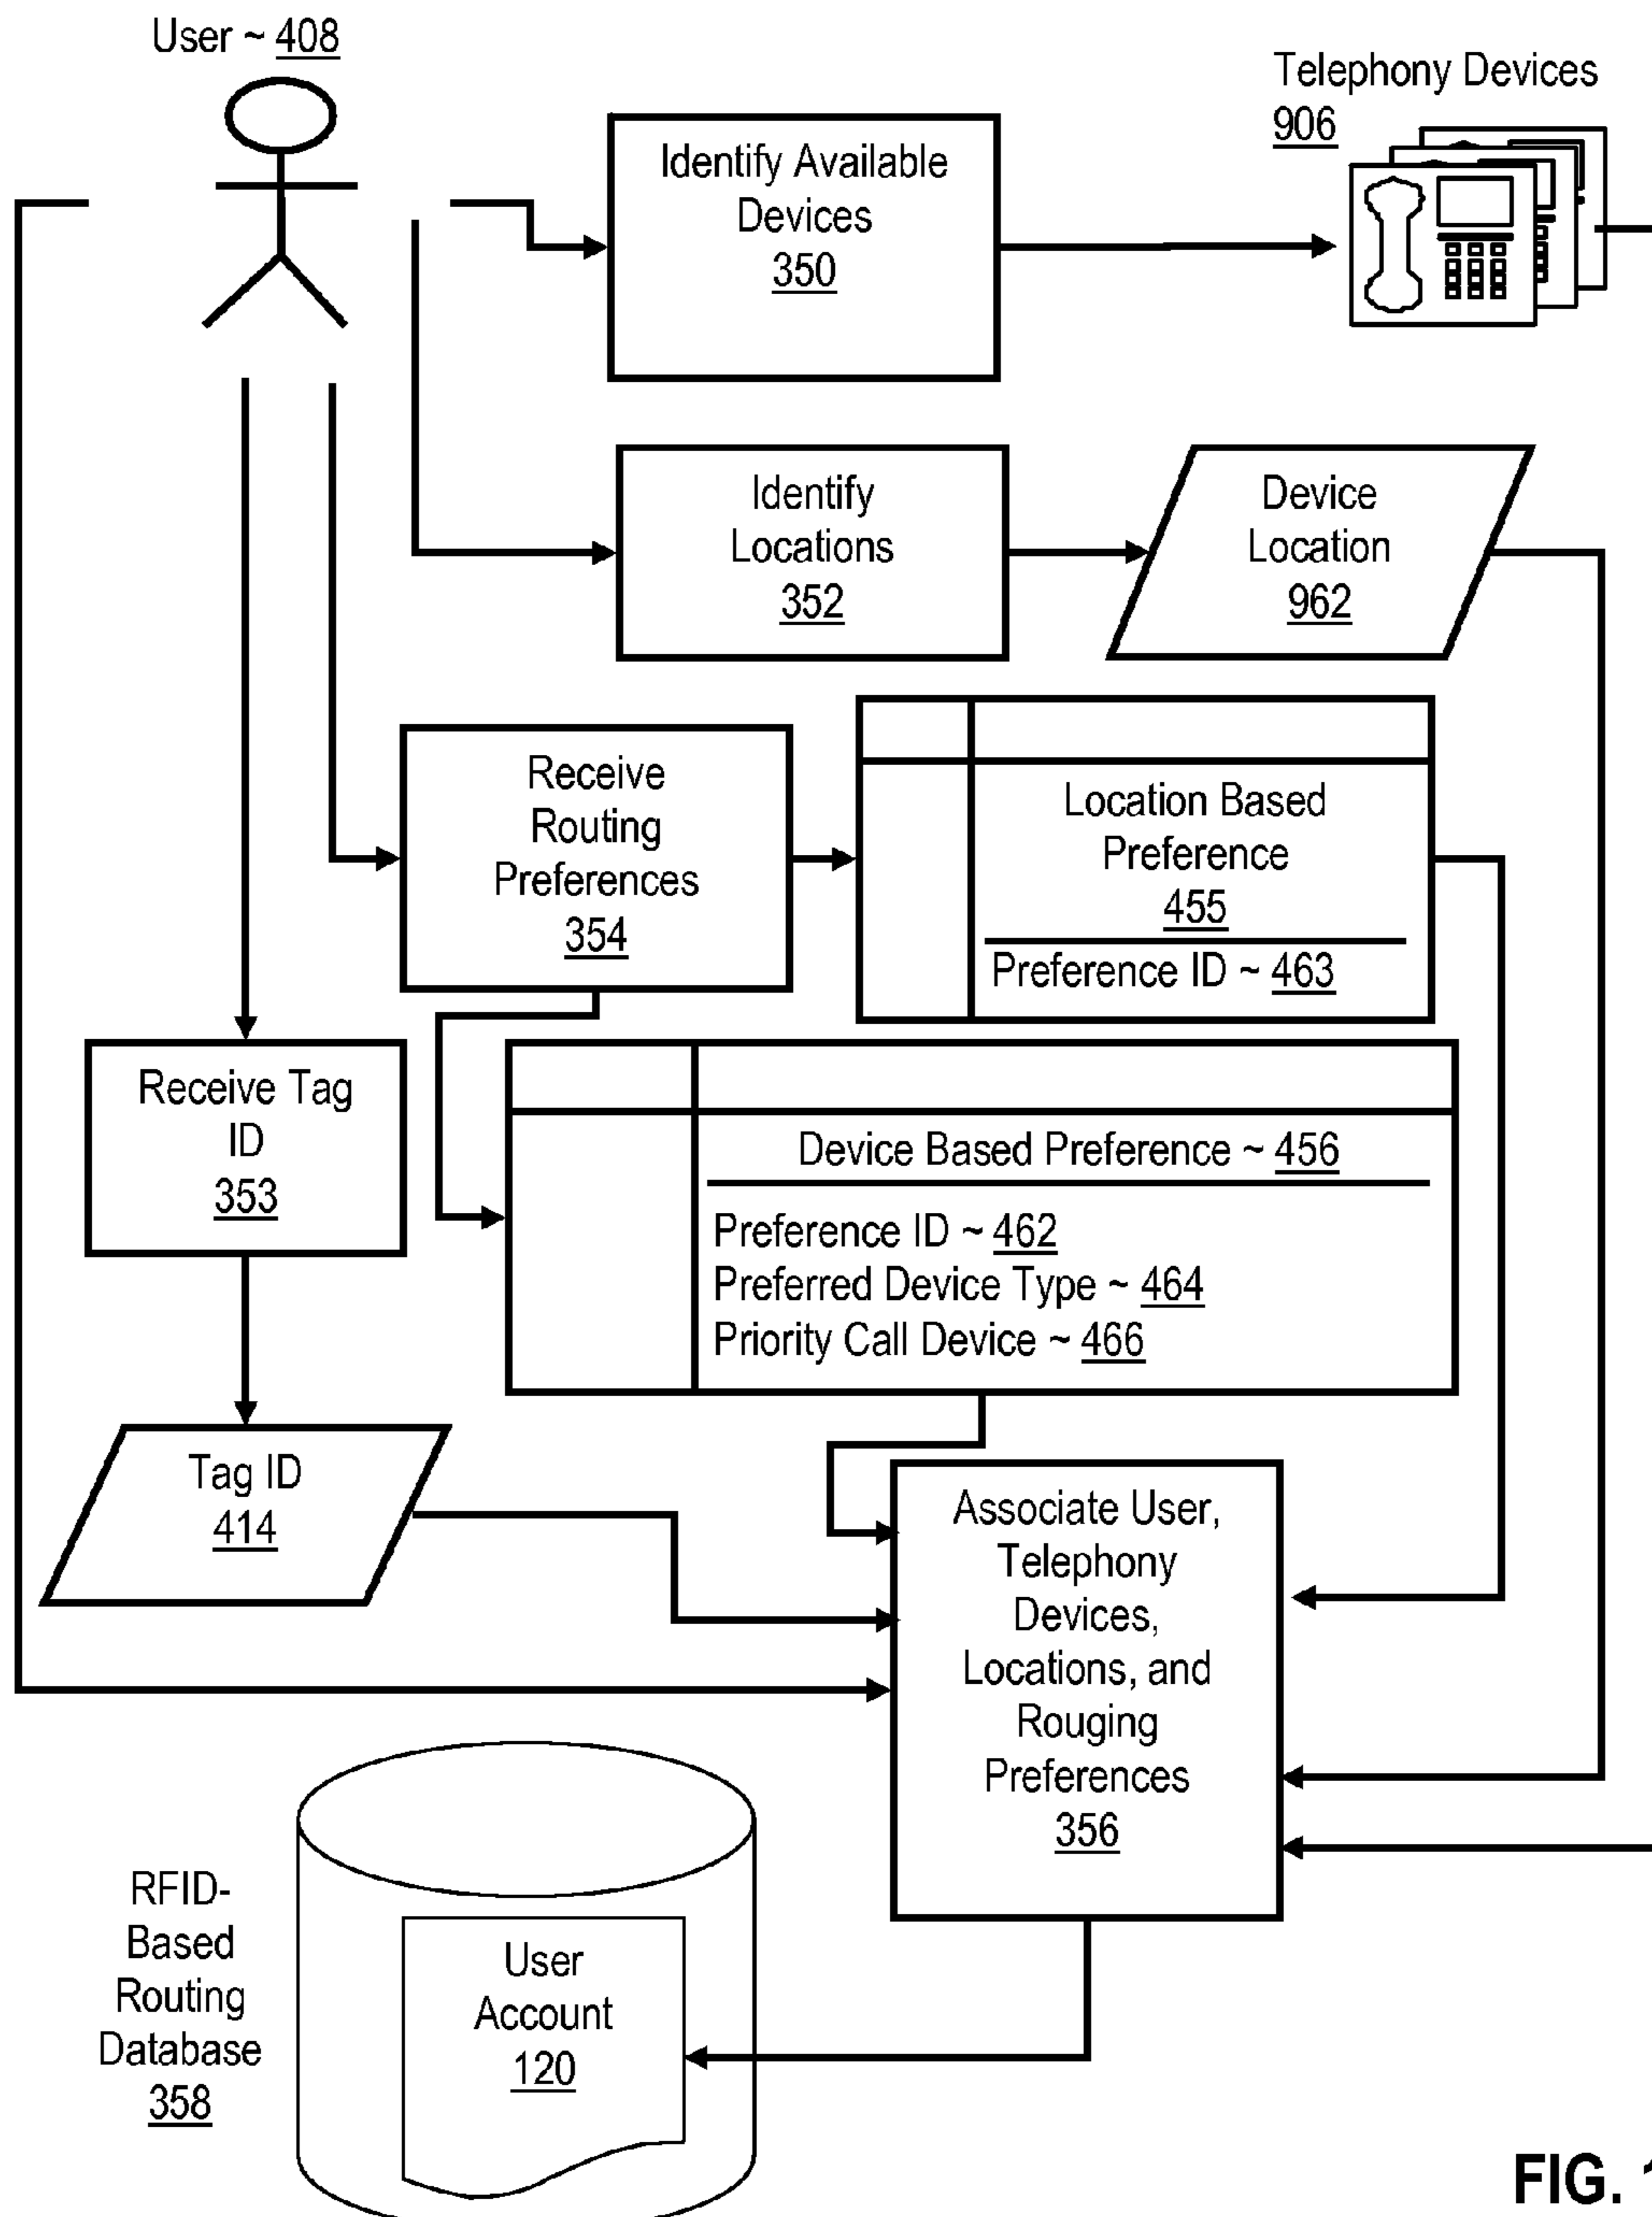 User ~ 408
Telephony Devices
906
Identify Available
Devices
350
Identify
Locations
352
Device
Location
962
Receive
Routing
Preferences
354
Location Based
Preference
455
Preference ID ~ 463
Receive Tag
ID
353
Device Based Preference ~ 456
Preference ID ~ 462
Preferred Device Type ~ 464
Priority Call Device ~ 466
Tag ID
414
Associate User,
Telephony
Devices,
Locations, and
Rouging
Preferences
356
RFID-
Based
Routing
Database
358
User
Account
120
FIG.